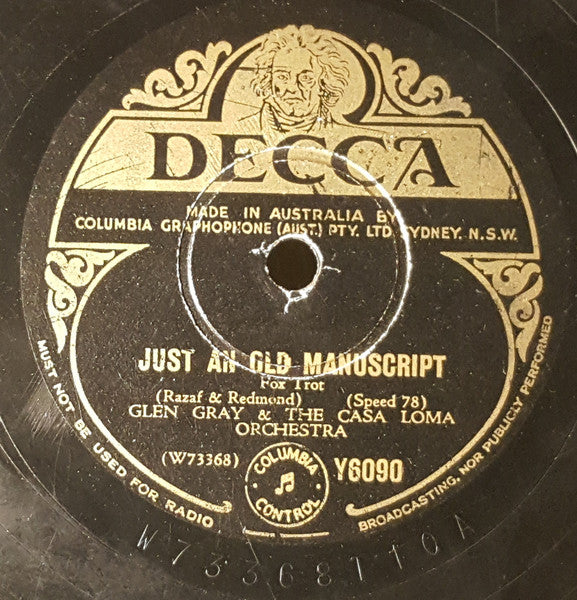 DECCA
MADE IN AUSTRALIA BY
COLUMBIA GRAPHOPHONE (AUST.) PTY. LTD. SYDNEY. N.S.W.
JUST AN OLD MANUSCRIPT
Fox Trot
(Razaf & Redmond) (Speed 78)
GLEN GRAY & THE CASA LOMA
ORCHESTRA
(W73368)
COLUMBIA
CONTROL
Y6090
MUST NOT BE USED FOR RADIO
BROADCASTING, NOR PUBLICLY PERFORMED
W73368110A